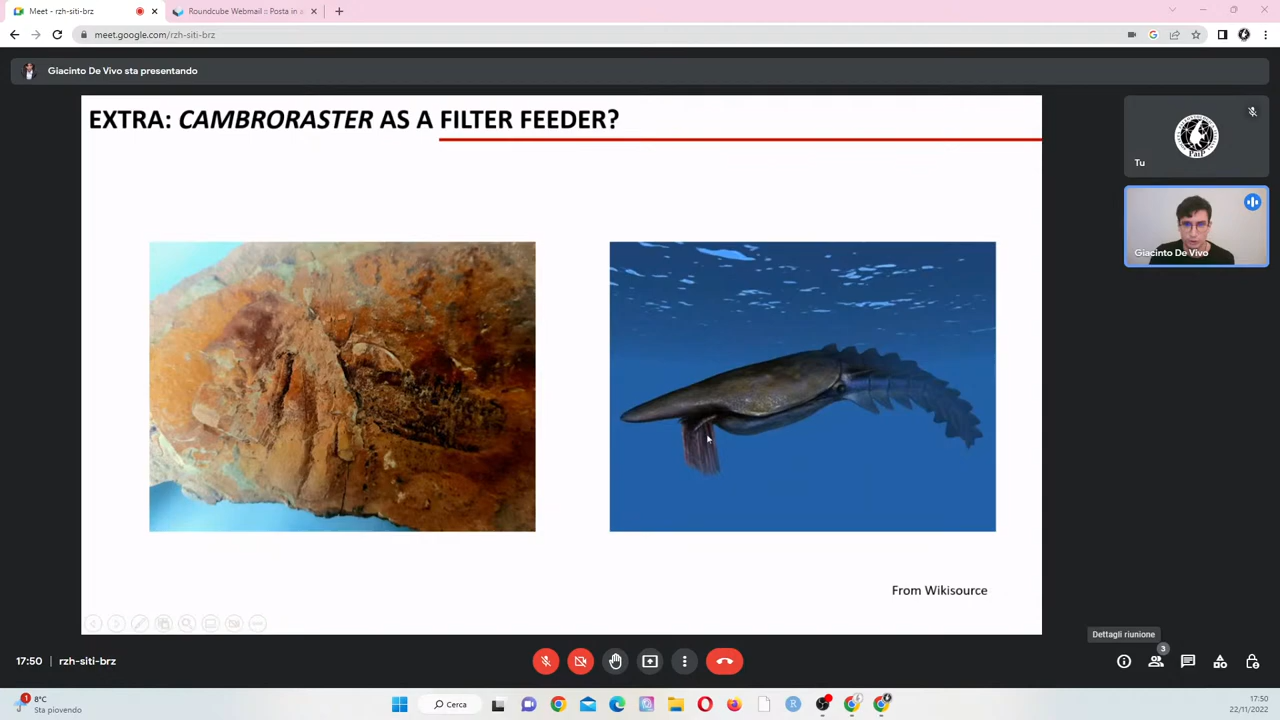 Meet - rzh-siti-brz
Roundcube Webmail :: Posta in a
meet.google.com/rzh-siti-brz
Giacinto De Vivo sta presentando
EXTRA: CAMBRORASTER AS A FILTER FEEDER?
Tu
Giacinto De Vivo
From Wikisource
Dettagli riunione
17:50
rzh-siti-brz
3
1
8°C
Sta piovendo
Cerca
17:50
22/11/2022